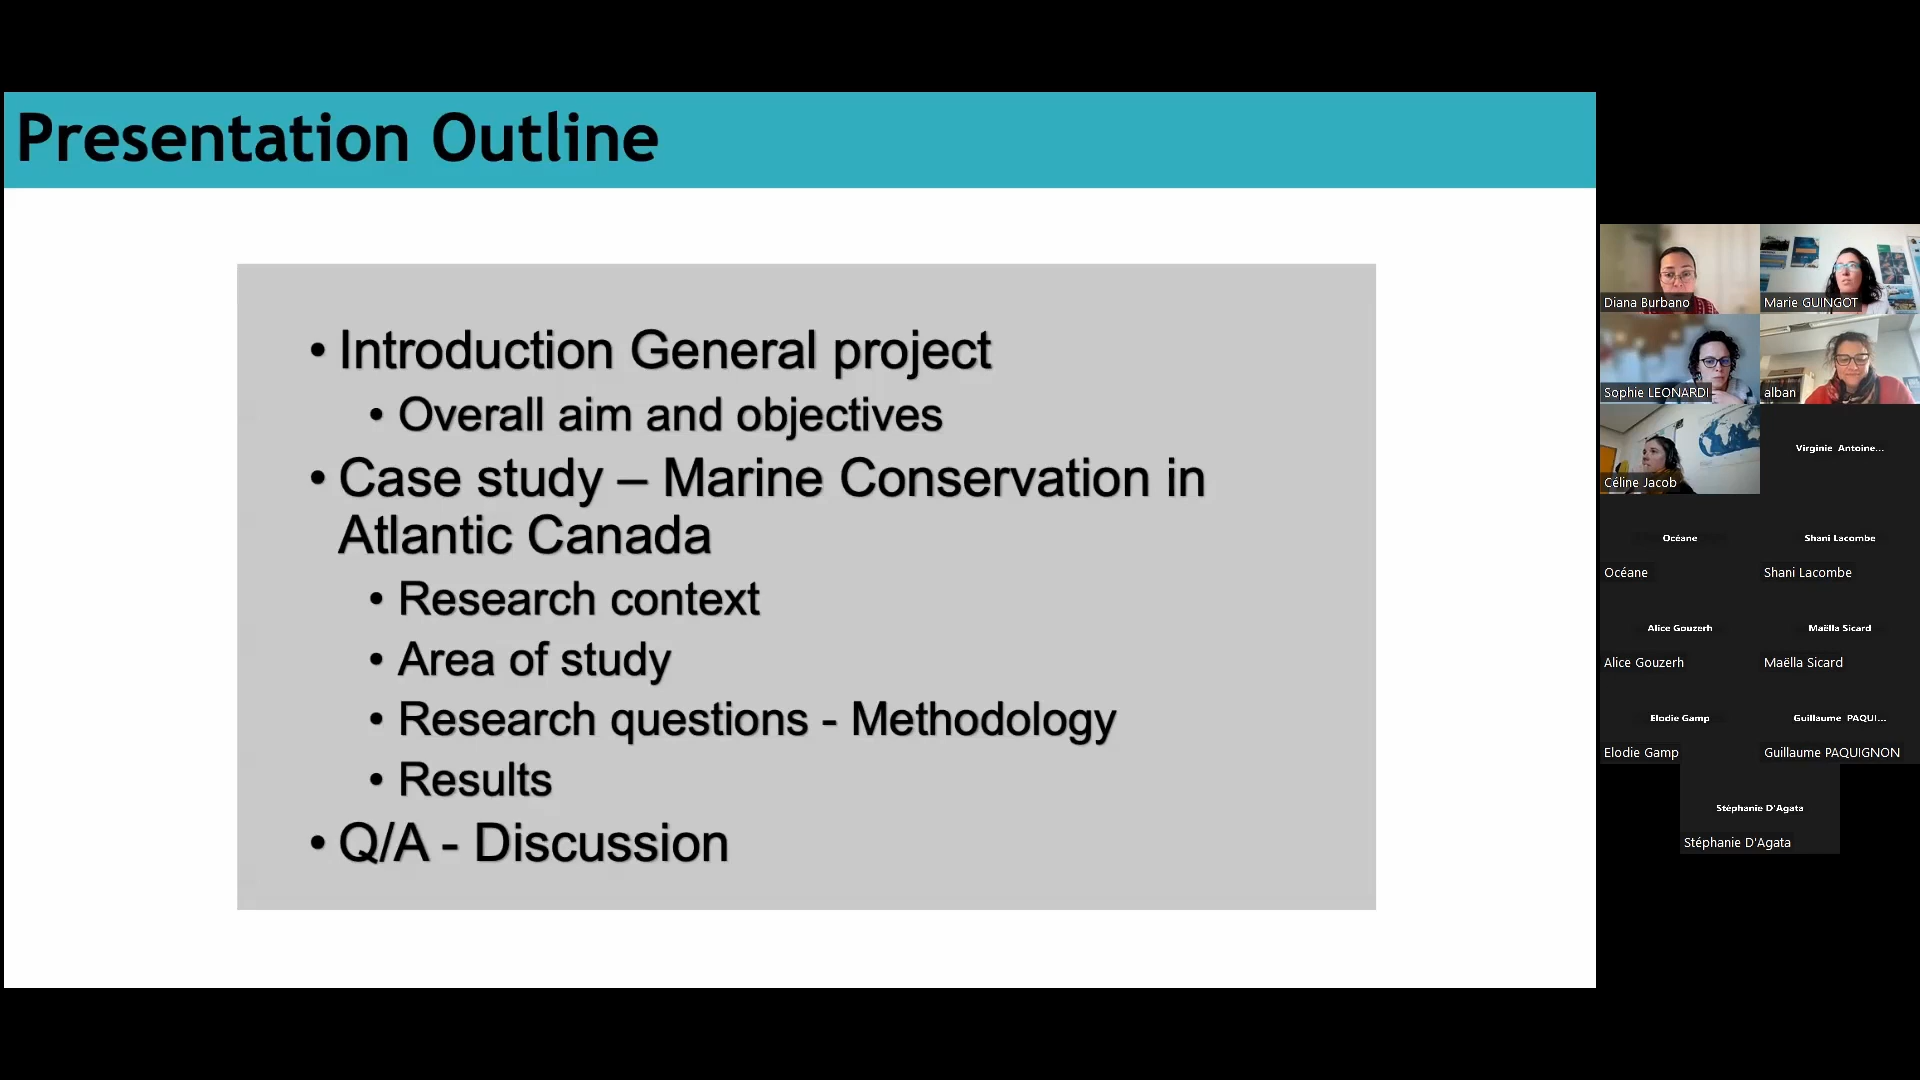 Presentation Outline
• Introduction General project
• Overall aim and objectives
• Case study – Marine Conservation in
Atlantic Canada
• Research context
• Area of study
• Research questions - Methodology
• Results
• Q/A - Discussion
Diana Burbano
Marie GUINGOT
Sophie LEONARDI
alban
Céline Jacob
Virginie Antoine...
Océane
Océane
Shani Lacombe
Shani Lacombe
Alice Gouzerh
Alice Gouzerh
Maëlla Sicard
Maëlla Sicard
Elodie Gamp
Elodie Gamp
Guillaume PAQUI...
Guillaume PAQUIGNON
Stéphanie D'Agata
Stéphanie D'Agata